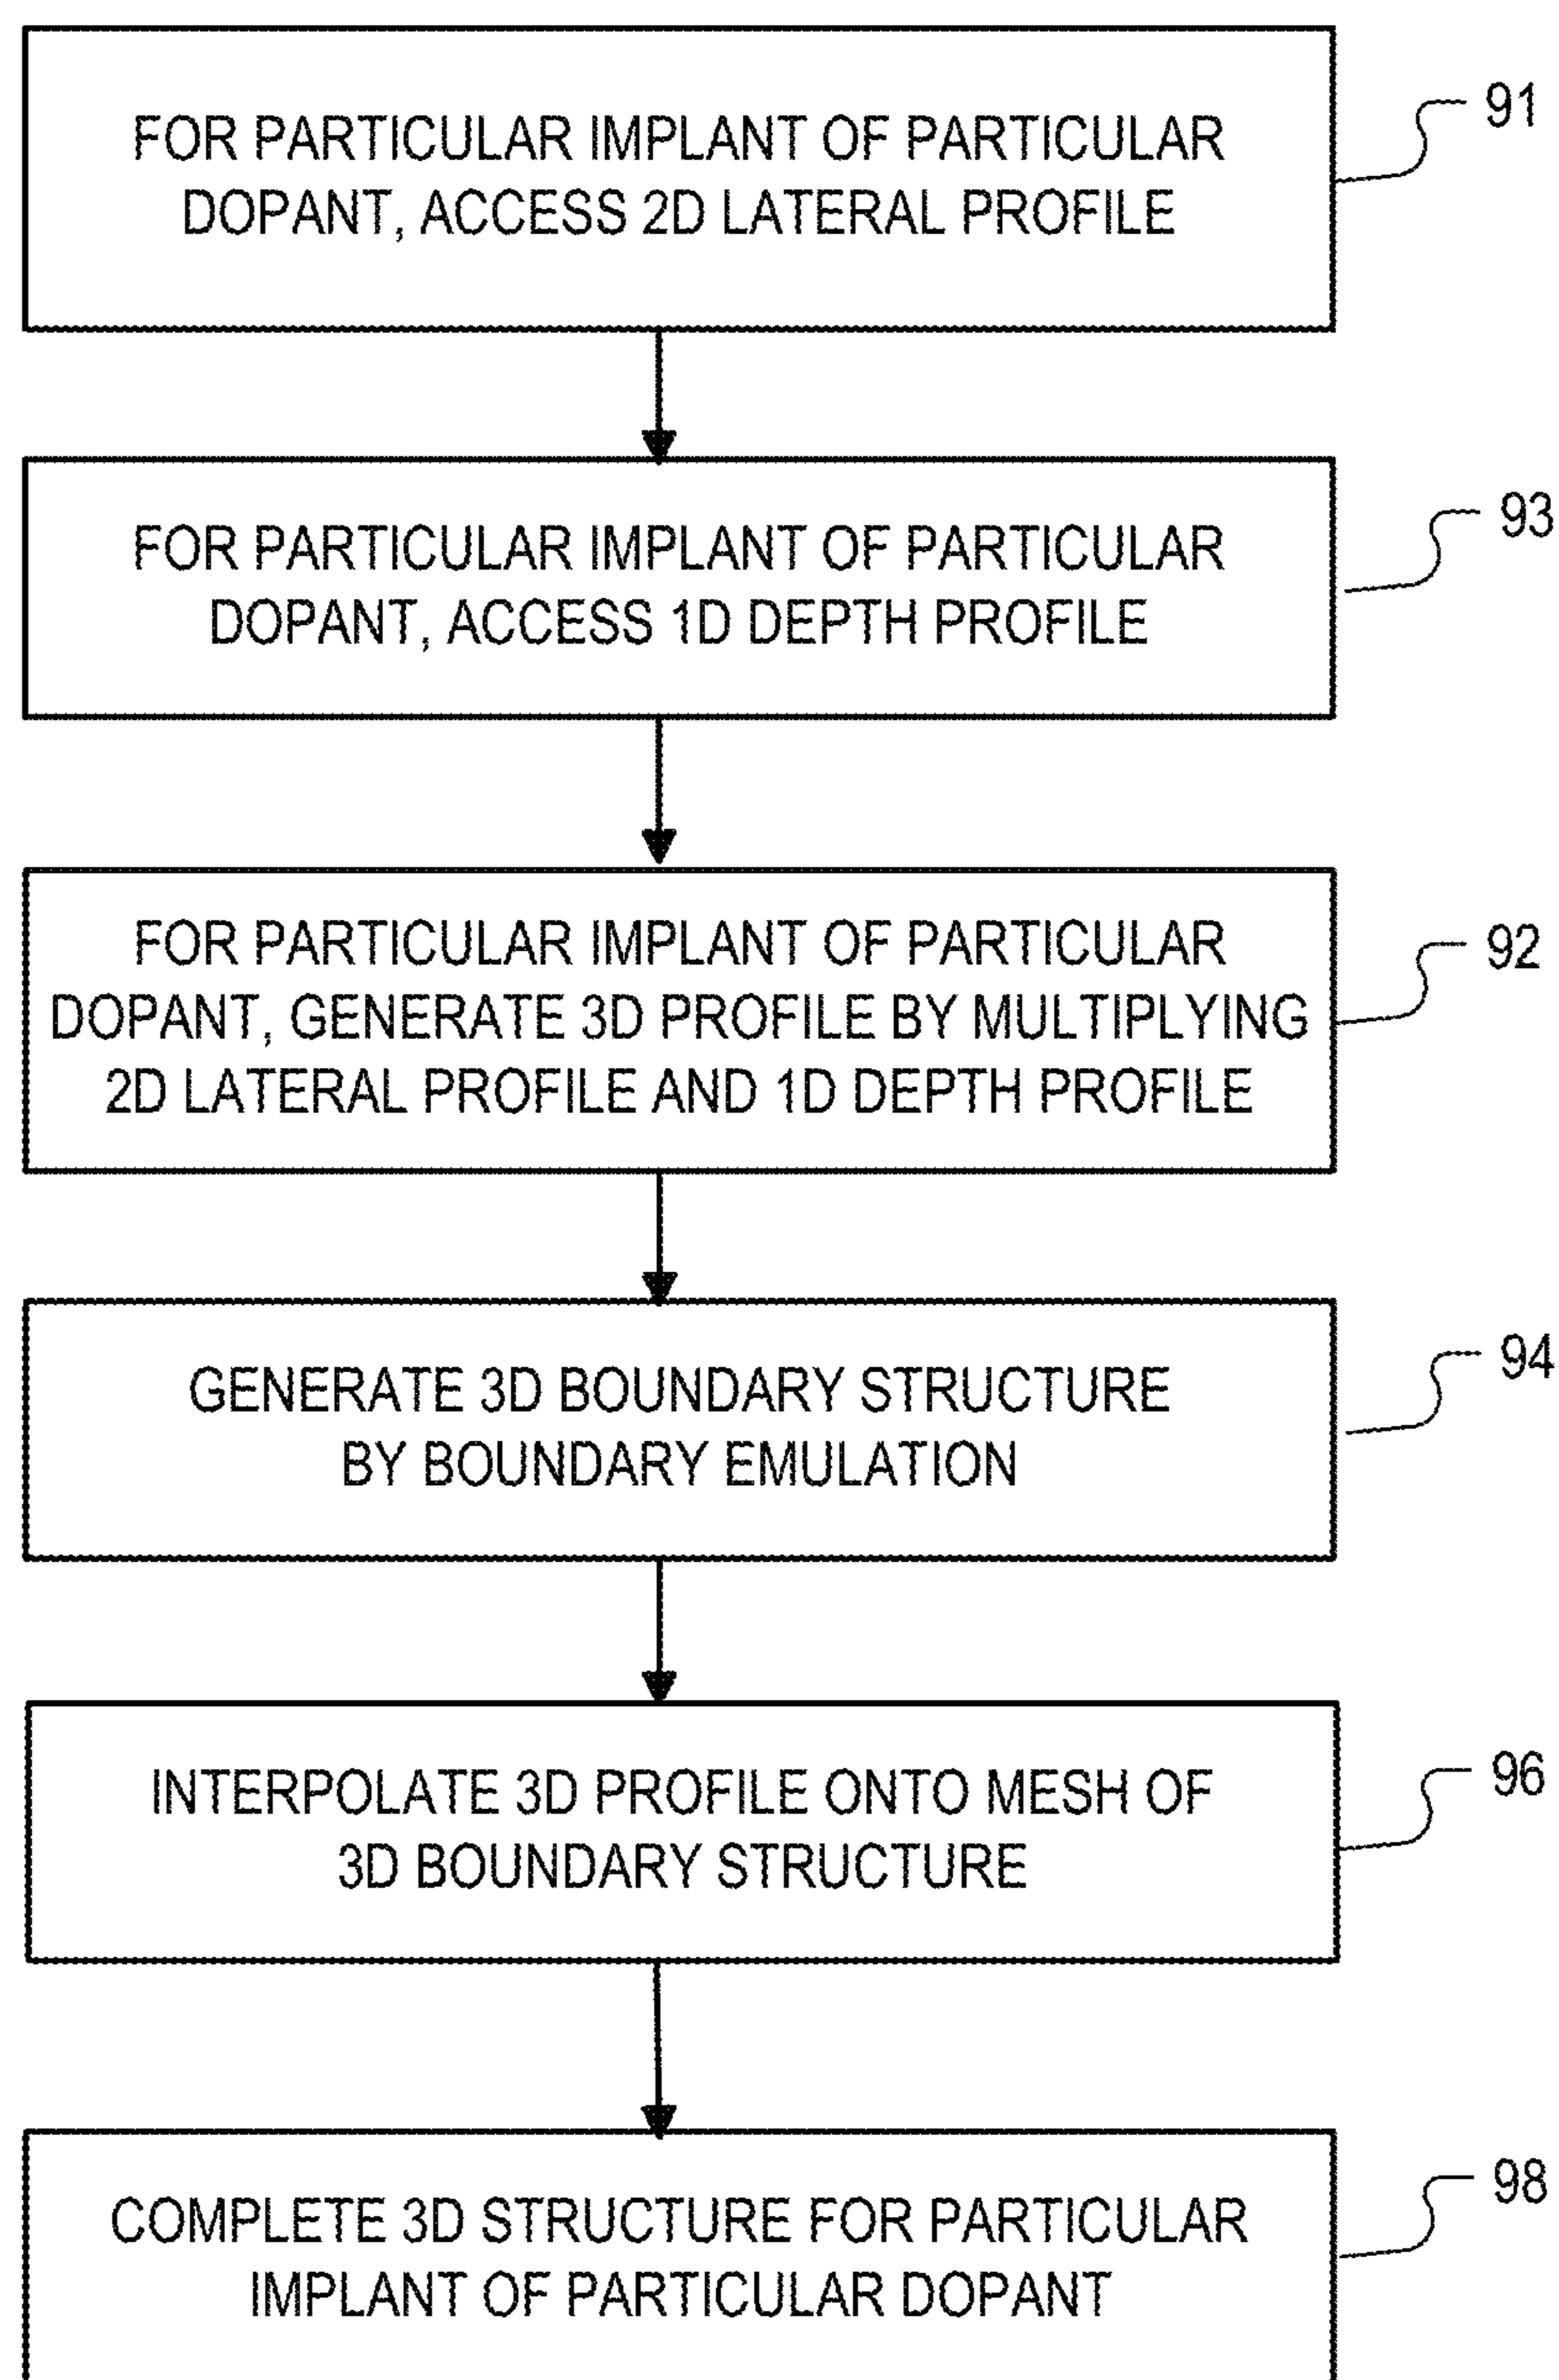 FOR PARTICULAR IMPLANT OF PARTICULAR
DOPANT, ACCESS 2D LATERAL PROFILE
91
FOR PARTICULAR IMPLANT OF PARTICULAR
DOPANT, ACCESS 1D DEPTH PROFILE
93
FOR PARTICULAR IMPLANT OF PARTICULAR
DOPANT, GENERATE 3D PROFILE BY MULTIPLYING
2D LATERAL PROFILE AND 1D DEPTH PROFILE
92
GENERATE 3D BOUNDARY STRUCTURE
BY BOUNDARY EMULATION
94
INTERPOLATE 3D PROFILE ONTO MESH OF
3D BOUNDARY STRUCTURE
96
COMPLETE 3D STRUCTURE FOR PARTICULAR
IMPLANT OF PARTICULAR DOPANT
98